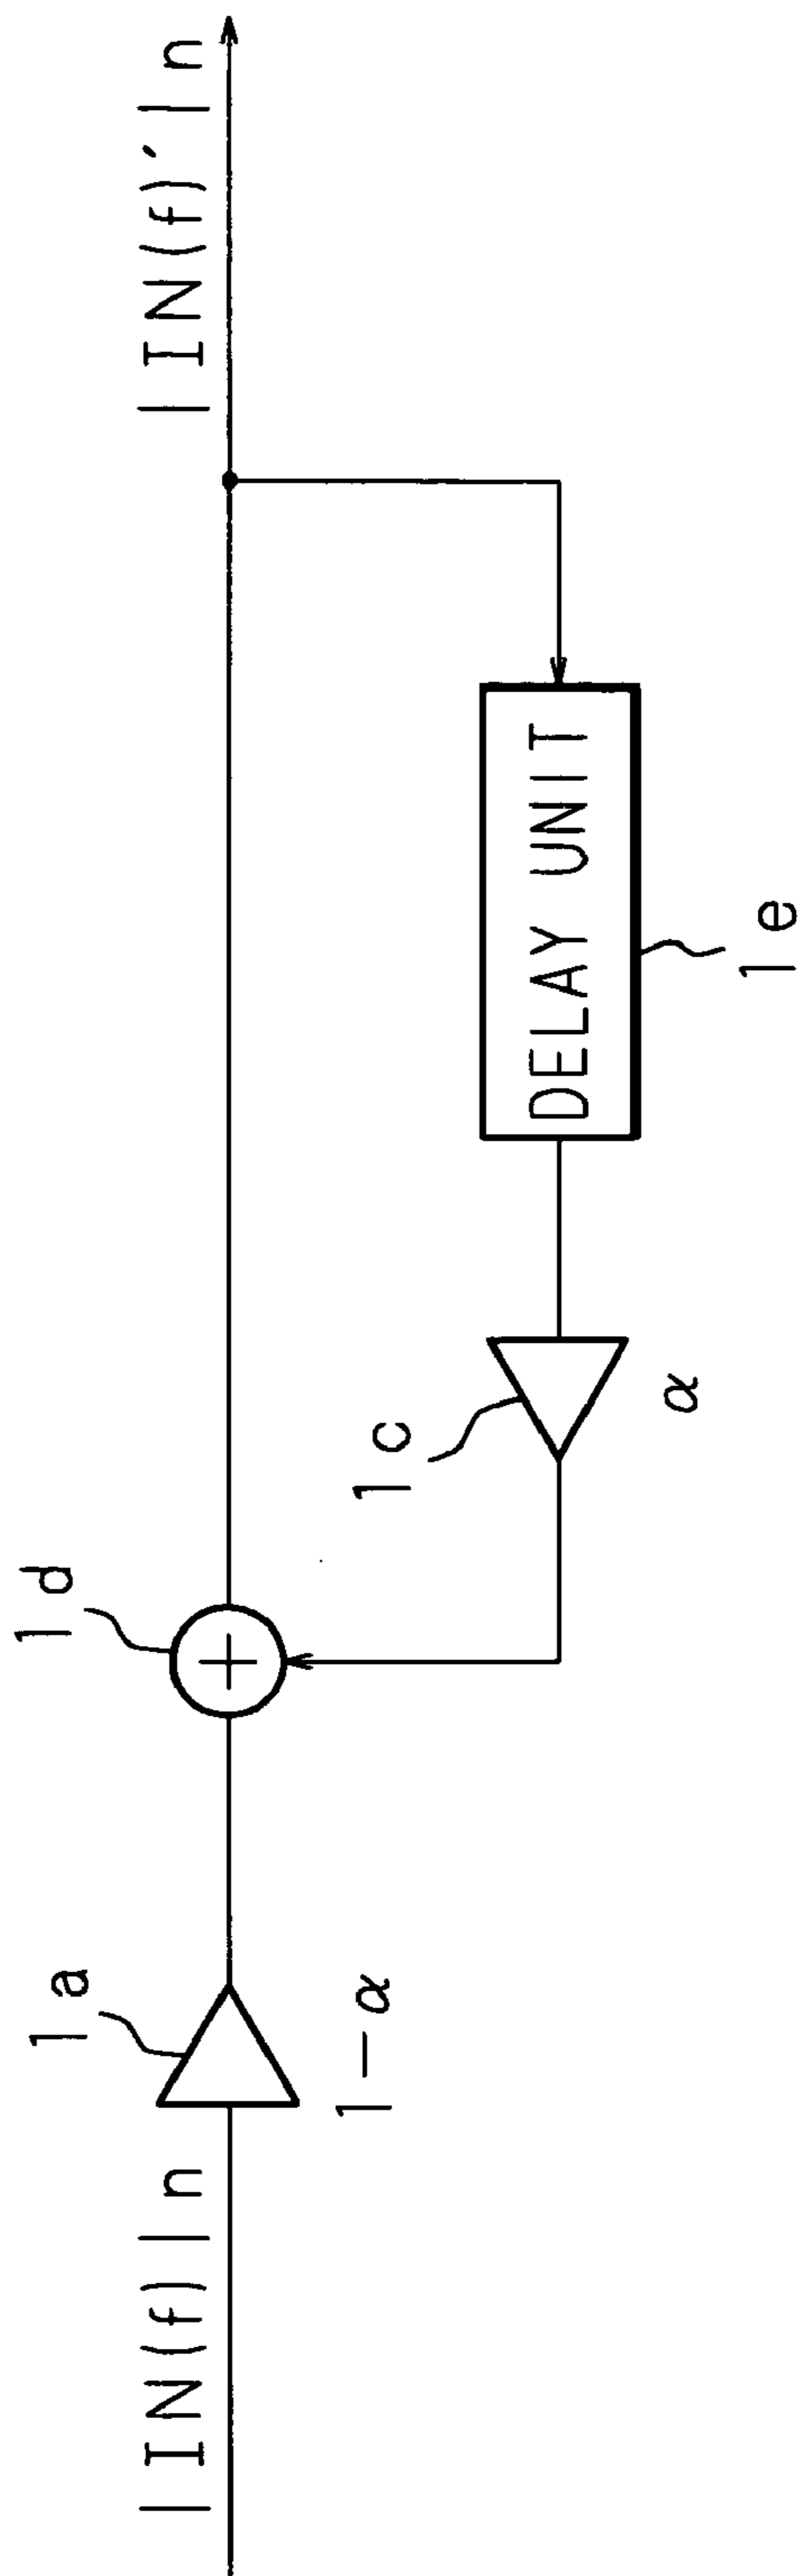 |IN(f)|n
1a
1-α
1d
|IN(f)´|n
1c
α
DELAY UNIT
1e